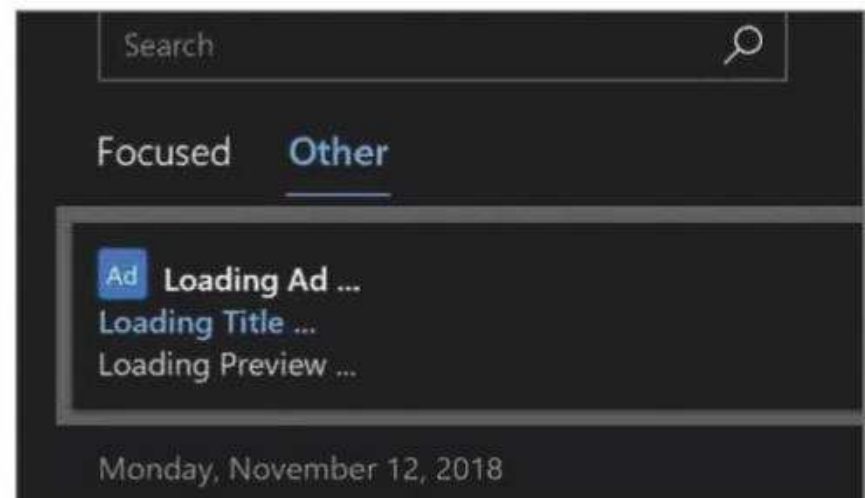 Search
Focused Other
Ad Loading Ad ...
Loading Title ...
Loading Preview ...
Monday, November 12, 2018